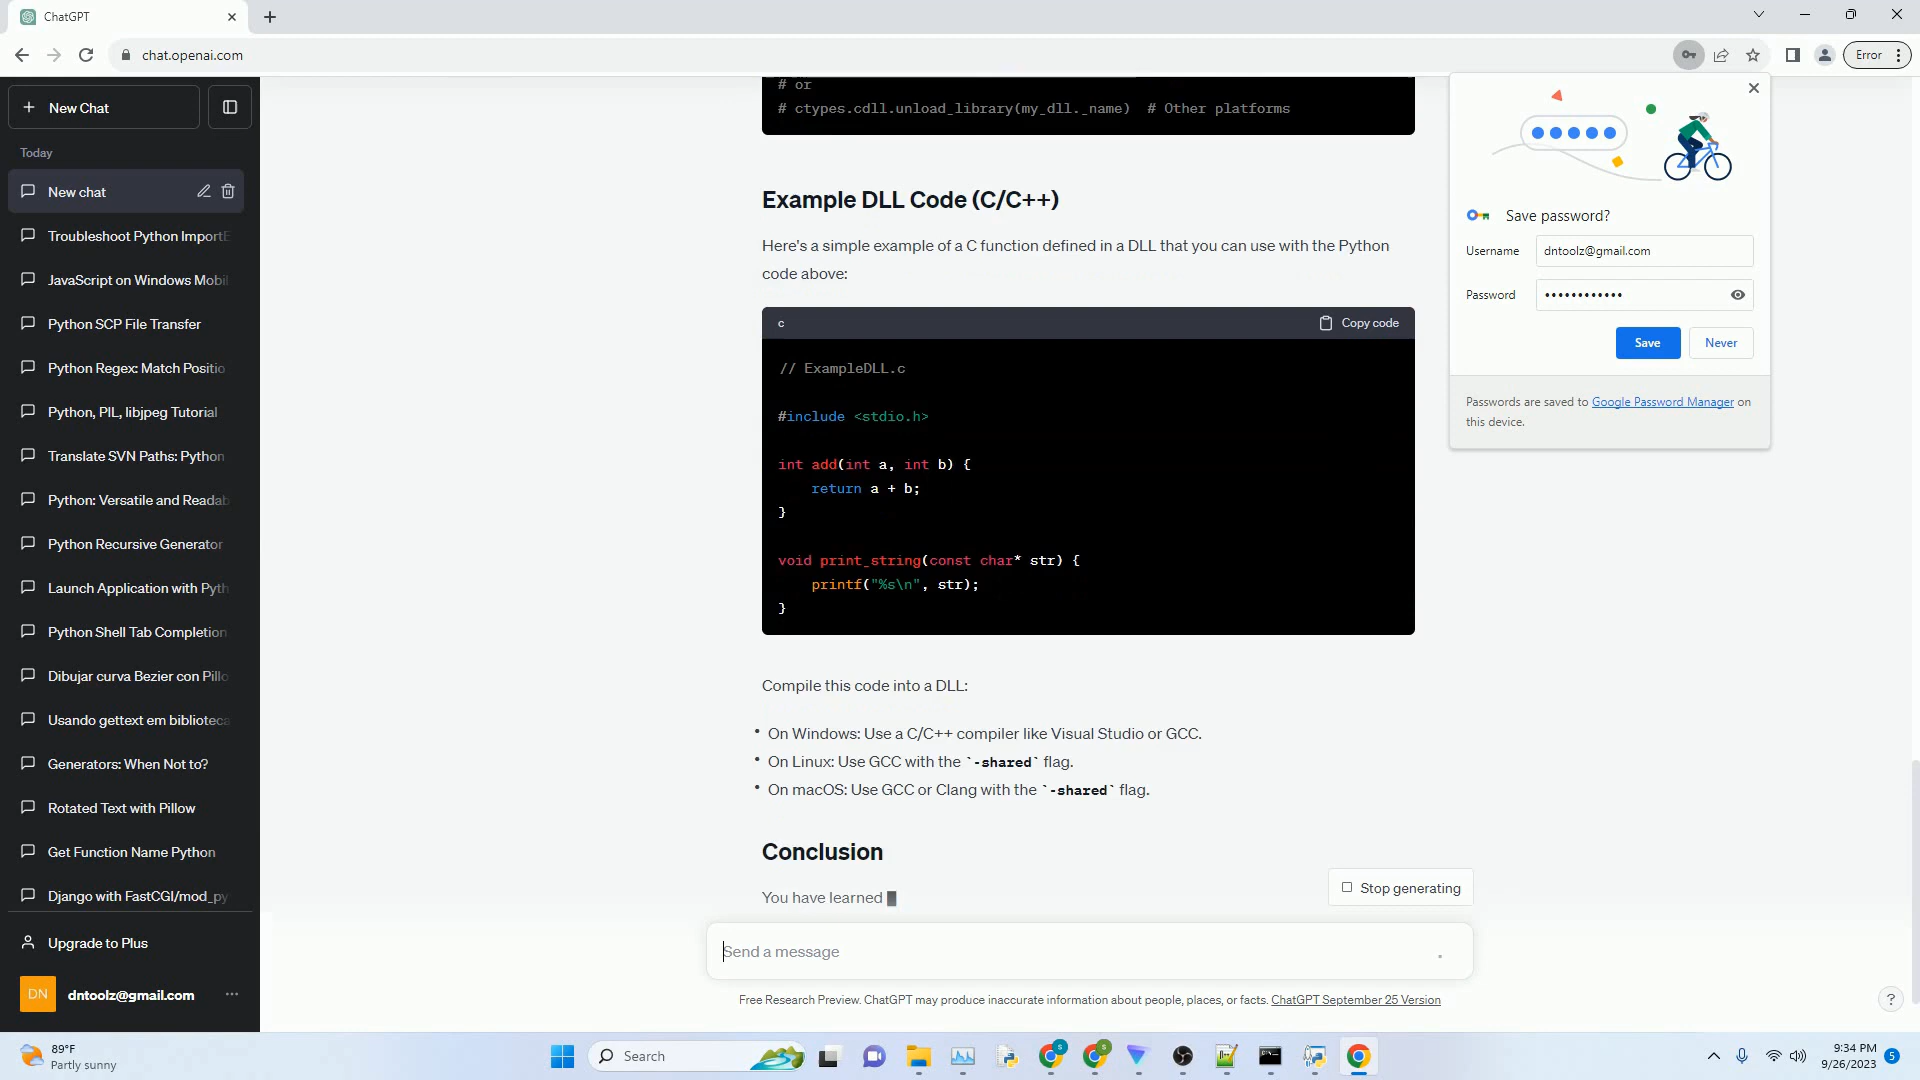 ChatGPT
chat.openai.com
Error
New Chat
Today
New chat
Troubleshoot Python ImportE
JavaScript on Windows Mobil
Python SCP File Transfer
Python Regex: Match Positio
Python, PIL, libjpeg Tutorial
Translate SVN Paths: Python
Python: Versatile and Readab
Python Recursive Generator
Launch Application with Pyth
Python Shell Tab Completion
Dibujar curva Bezier con Pillo
Usando gettext em biblioteca
Generators: When Not to?
Rotated Text with Pillow
Get Function Name Python
Django with FastCGI/mod_py
Upgrade to Plus
DN
dntoolz@gmail.com
# or
# ctypes.cdll.unload_library(my_dll._name)  # Other platforms
Example DLL Code (C/C++)
Here's a simple example of a C function defined in a DLL that you can use with the Python
code above:
c
Copy code
// ExampleDLL.c
#include <stdio.h>
int add(int a, int b) {
    return a + b;
}
void print_string(const char* str) {
    printf("%s\n", str);
}
Compile this code into a DLL:
• On Windows: Use a C/C++ compiler like Visual Studio or GCC.
• On Linux: Use GCC with the `-shared` flag.
• On macOS: Use GCC or Clang with the `-shared` flag.
Conclusion
You have learned
Stop generating
Send a message
Free Research Preview. ChatGPT may produce inaccurate information about people, places, or facts. ChatGPT September 25 Version
?
Save password?
Username
dntoolz@gmail.com
Password
••••••••••••
Save
Never
Passwords are saved to Google Password Manager on
this device.
89°F
Partly sunny
Search
S
S
9:34 PM
9/26/2023
5